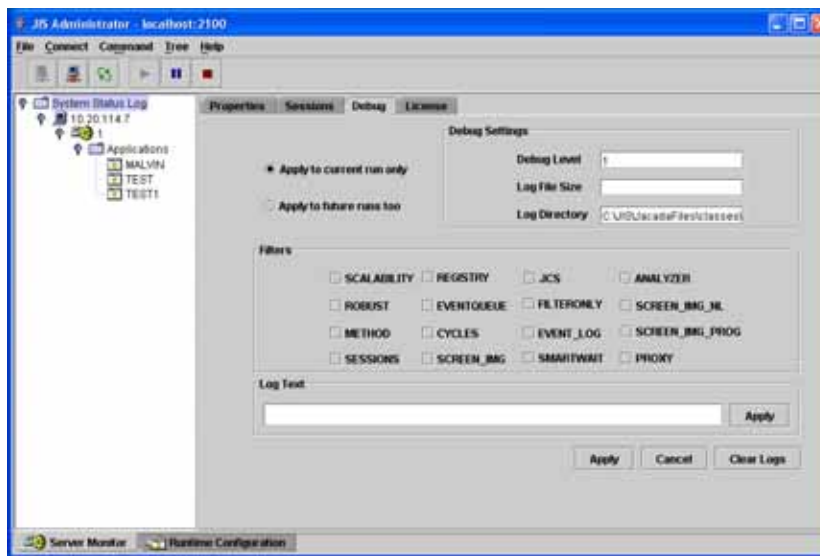 JIS Administrator - localhost:2100
File Connect Command Tree Help
System Status Log
10.20.114.7
1
Applications
MALVIN
TEST
TEST1
Properties Sessions Debug License
Debug Settings
Apply to current run only
Apply to future runs too
Debug Level 1
Log File Size
Log Directory C:\JIS\JacadaFiles\classes\
Filters
SCALABILITY REGISTRY JCS ANALYZER
ROBUST EVENTQUEUE FILTERONLY SCREEN_IMG_NL
METHOD CYCLES EVENT_LOG SCREEN_IMG_PROG
SESSIONS SCREEN_IMG SMARTWAIT PROXY
Log Text
Apply
Apply Cancel Clear Logs
Server Monitor Runtime Configuration